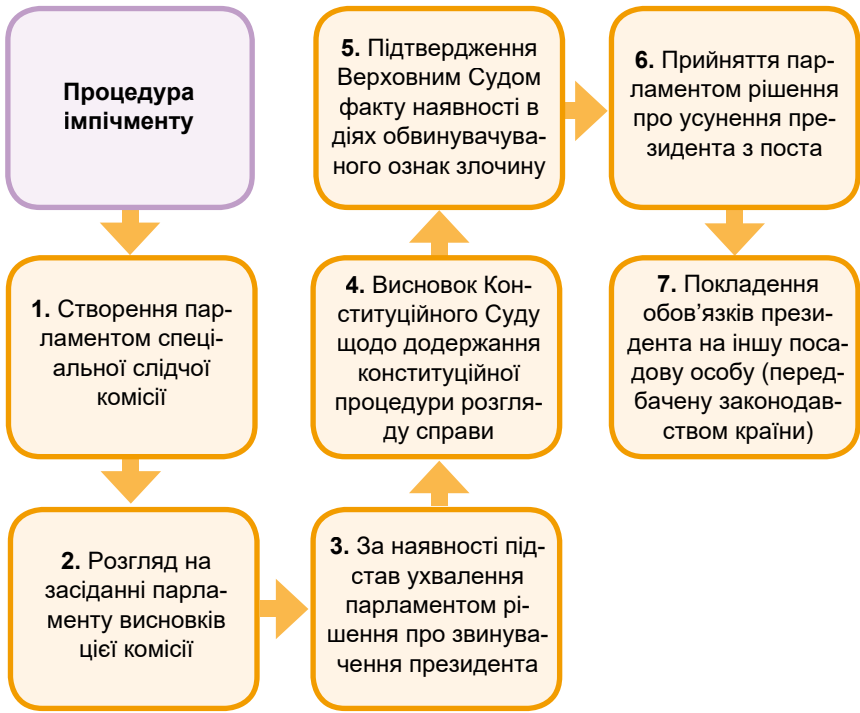 Процедура
імпічменту
1. Створення пар-
ламентом спеці-
альної слідчої
комісії
2. Розгляд на
засіданні парла-
менту висновків
цієї комісії
3. За наявності під-
став ухвалення
парламентом рі-
шення про звинува-
чення президента
4. Висновок Кон-
ституційного Суду
щодо додержання
конституційної
процедури розгля-
ду справи
5. Підтвердження
Верховним Судом
факту наявності в
діях обвинувачува-
ного ознак злочину
6. Прийняття пар-
ламентом рішення
про усунення пре-
зидента з поста
7. Покладення
обов’язків прези-
дента на іншу поса-
дову особу (перед-
бачену законодав-
ством країни)